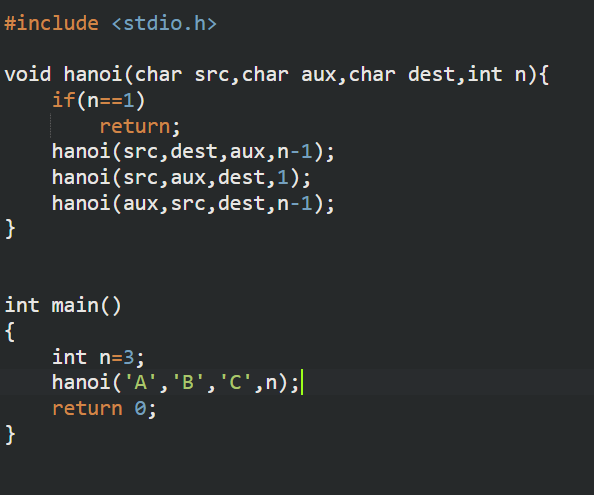 #include <stdio.h>
void hanoi(char src,char aux,char dest,int n){
    if(n==1)
        return;
    hanoi(src,dest,aux,n-1);
    hanoi(src,aux,dest,1);
    hanoi(aux,src,dest,n-1);
}
int main()
{
    int n=3;
    hanoi('A','B','C',n);
    return 0;
}